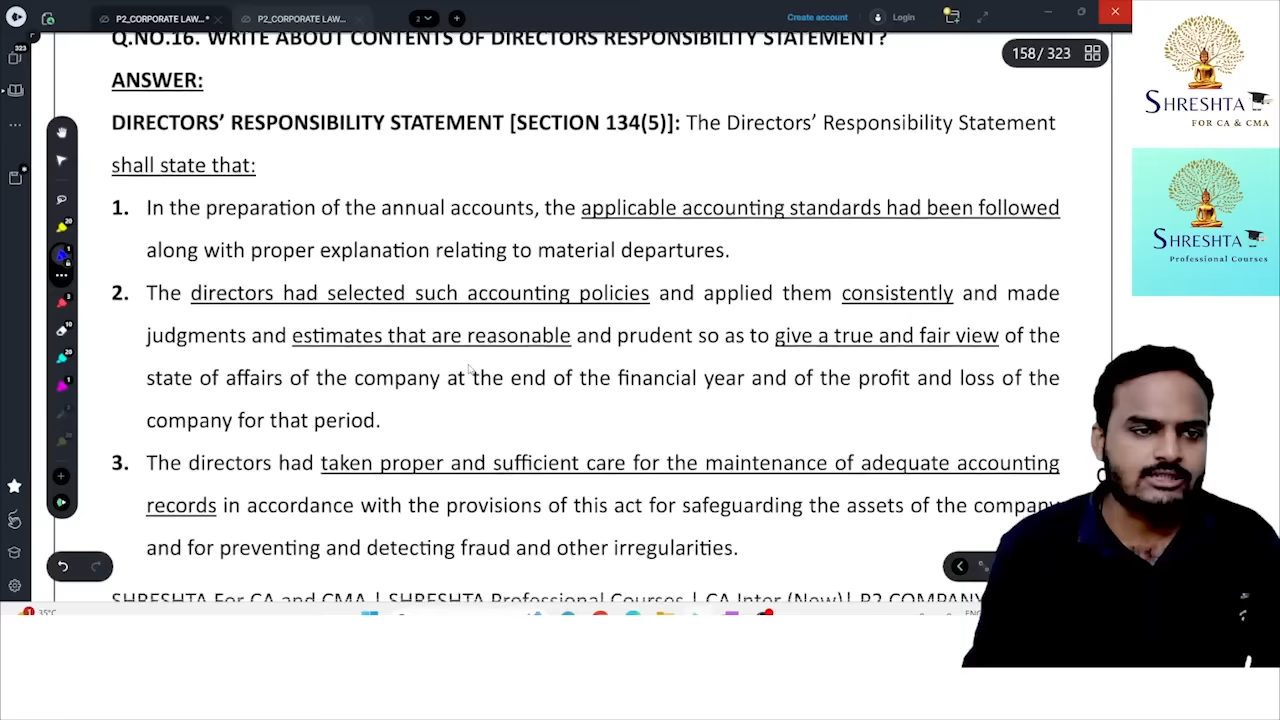 P2_CORPORATE LAW...*
P2_CORPORATE LAW...
2
Create account
Login
323
Q.NO.16. WRITE ABOUT CONTENTS OF DIRECTORS RESPONSIBILITY STATEMENT?
158/ 323
ANSWER:
DIRECTORS’ RESPONSIBILITY STATEMENT [SECTION 134(5)]: The Directors’ Responsibility Statement
shall state that:
1. In the preparation of the annual accounts, the applicable accounting standards had been followed
along with proper explanation relating to material departures.
2. The directors had selected such accounting policies and applied them consistently and made
judgments and estimates that are reasonable and prudent so as to give a true and fair view of the
state of affairs of the company at the end of the financial year and of the profit and loss of the
company for that period.
3. The directors had taken proper and sufficient care for the maintenance of adequate accounting
records in accordance with the provisions of this act for safeguarding the assets of the company
and for preventing and detecting fraud and other irregularities.
SHRESHTA For CA and CMA | SHRESHTA Professional Courses | CA Inter (New)| P2 COMPANY
35°C
SHRESHTA
FOR CA & CMA
SHRESHTA
Professional Courses